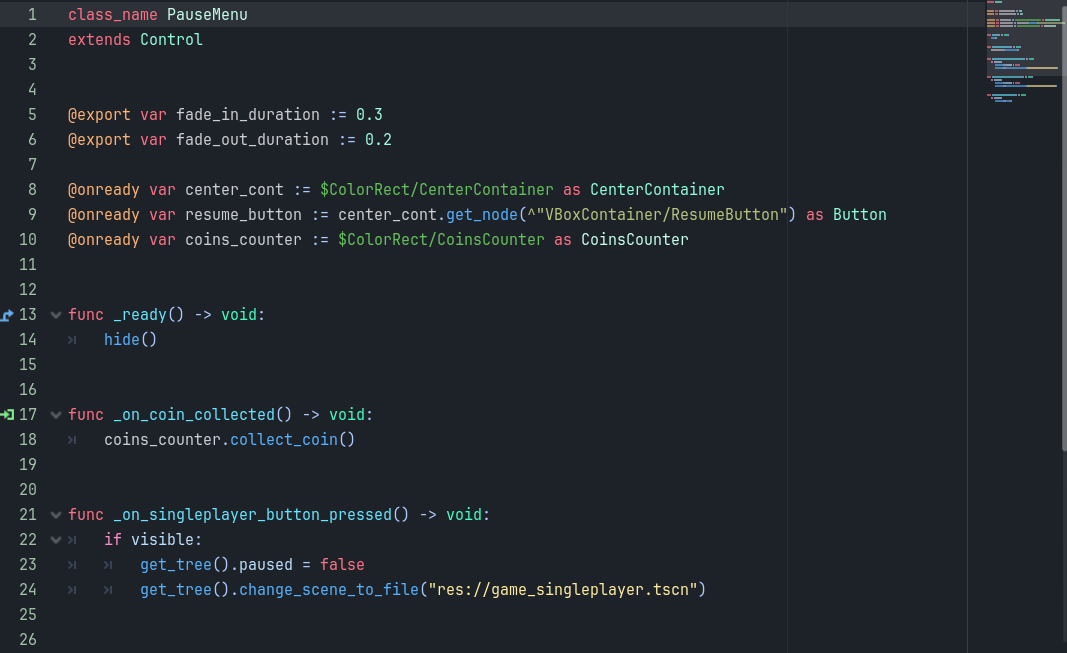 1 class_name PauseMenu
2 extends Control
3
4
5 @export var fade_in_duration := 0.3
6 @export var fade_out_duration := 0.2
7
8 @onready var center_cont := $ColorRect/CenterContainer as CenterContainer
9 @onready var resume_button := center_cont.get_node(^"VBoxContainer/ResumeButton") as Button
10 @onready var coins_counter := $ColorRect/CoinsCounter as CoinsCounter
11
12
13 func _ready() -> void:
14 hide()
15
16
17 func _on_coin_collected() -> void:
18 coins_counter.collect_coin()
19
20
21 func _on_singleplayer_button_pressed() -> void:
22 if visible:
23 get_tree().paused = false
24 get_tree().change_scene_to_file("res://game_singleplayer.tscn")
25
26